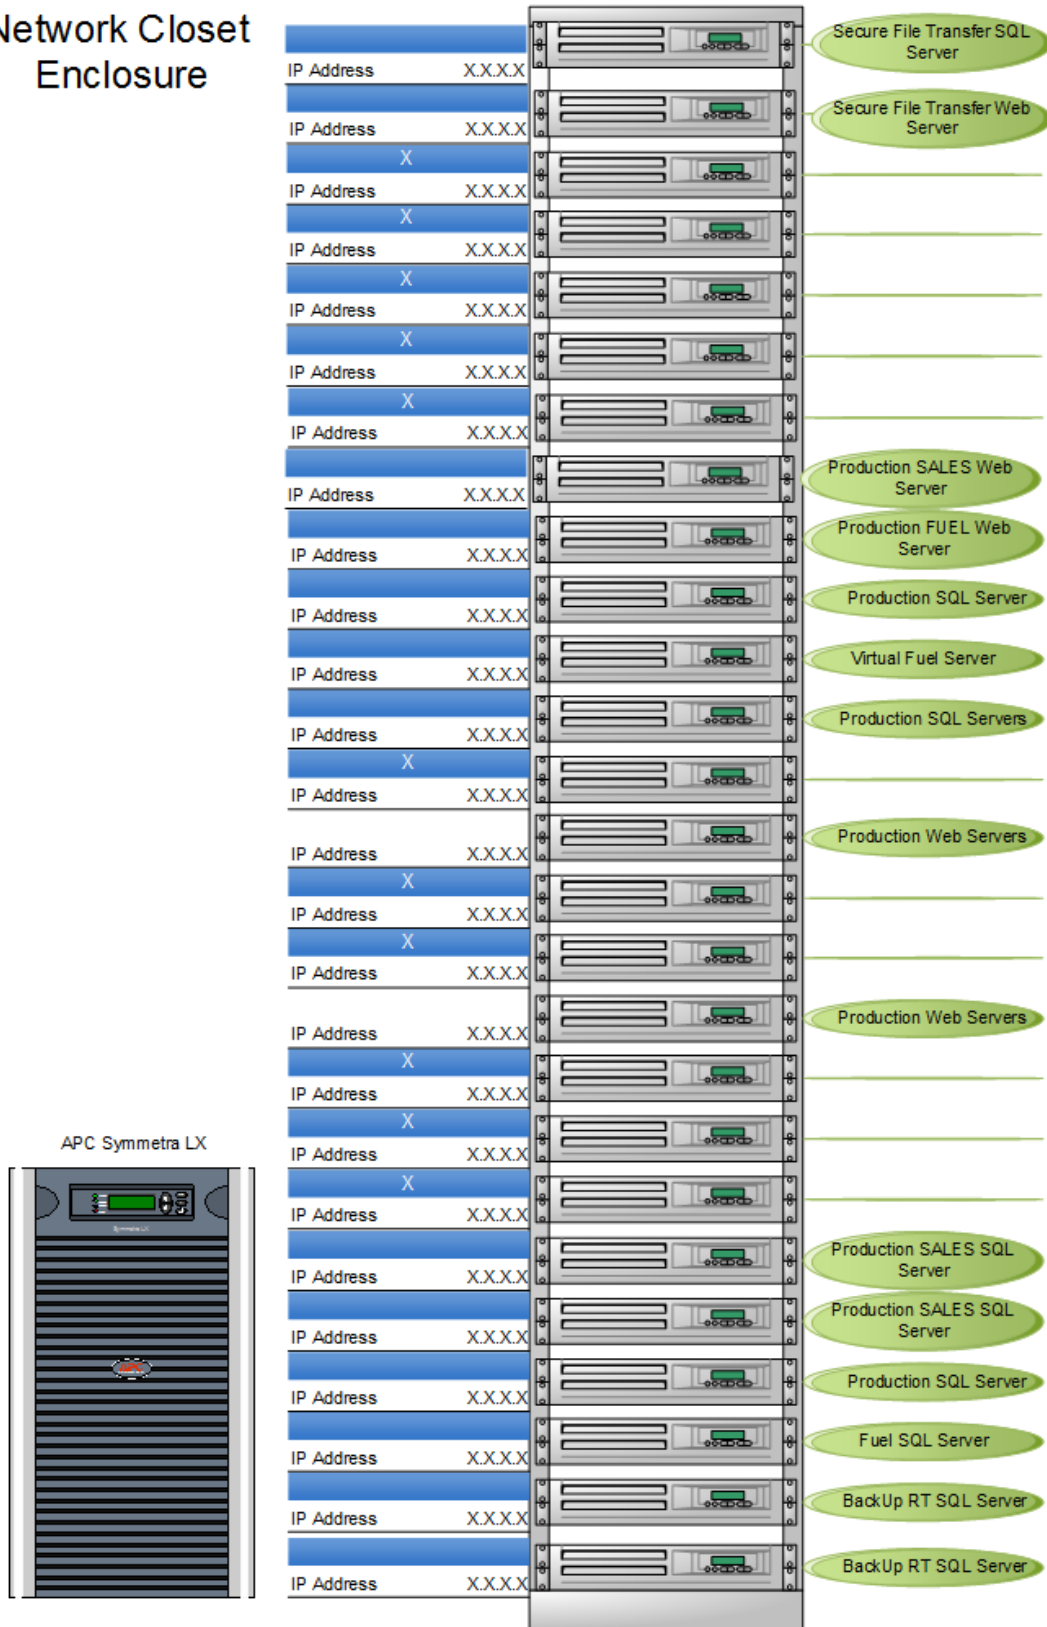 Network Closet
Enclosure
Secure File Transfer SQL
Server
IP Address X.X.X.X
Secure File Transfer Web
Server
IP Address X.X.X.X
X
IP Address X.X.X.X
X
IP Address X.X.X.X
X
IP Address X.X.X.X
X
IP Address X.X.X.X
X
IP Address X.X.X.X
Production SALES Web
Server
IP Address X.X.X.X
Production FUEL Web
Server
IP Address X.X.X.X
Production SQL Server
IP Address X.X.X.X
Virtual Fuel Server
IP Address X.X.X.X
Production SQL Servers
IP Address X.X.X.X
X
IP Address X.X.X.X
Production Web Servers
IP Address X.X.X.X
X
IP Address X.X.X.X
X
IP Address X.X.X.X
Production Web Servers
IP Address X.X.X.X
X
IP Address X.X.X.X
X
IP Address X.X.X.X
X
IP Address X.X.X.X
Production SALES SQL
Server
IP Address X.X.X.X
Production SALES SQL
Server
IP Address X.X.X.X
Production SQL Server
IP Address X.X.X.X
Fuel SQL Server
IP Address X.X.X.X
BackUp RT SQL Server
IP Address X.X.X.X
BackUp RT SQL Server
IP Address X.X.X.X
APC Symmetra LX
Symmetra LX
APC